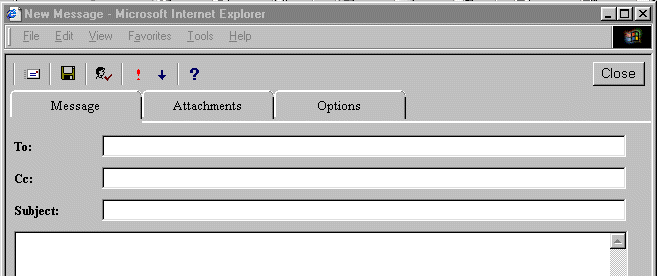 New Message - Microsoft Internet Explorer
File Edit View Favorites Tools Help
! ? Close
Message Attachments Options
To:
Cc:
Subject: